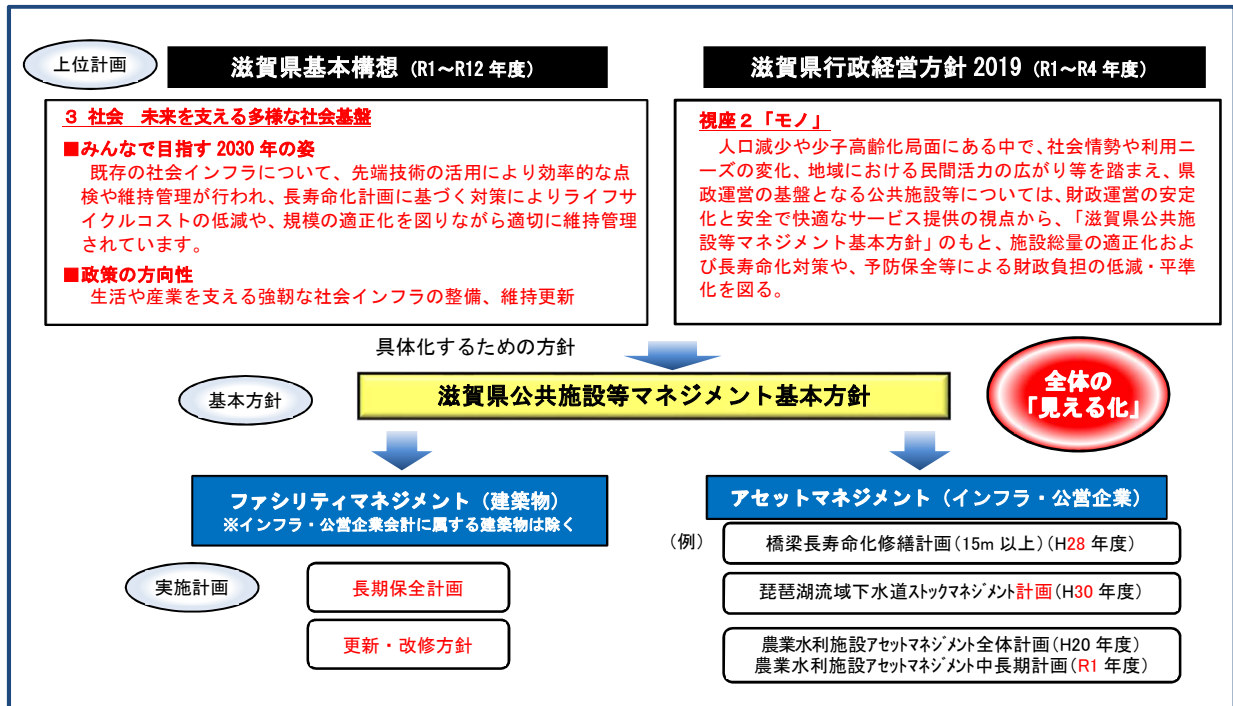 上位計画
滋賀県基本構想（R1～R12 年度）
３ 社会　未来を支える多様な社会基盤
■みんなで目指す 2030 年の姿
既存の社会インフラについて、先端技術の活用により効率的な点
検や維持管理が行われ、長寿命化計画に基づく対策によりライフサ
イクルコストの低減や、規模の適正化を図りながら適切に維持管理
されています。
■政策の方向性
生活や産業を支える強靭な社会インフラの整備、維持更新
滋賀県行政経営方針 2019（R1～R4 年度）
視座２「モノ」
人口減少や少子高齢化局面にある中で、社会情勢や利用ニ
ーズの変化、地域における民間活力の広がり等を踏まえ、県
政運営の基盤となる公共施設等については、財政運営の安定
化と安全で快適なサービス提供の視点から、「滋賀県公共施
設等マネジメント基本方針」のもと、施設総量の適正化およ
び長寿命化対策や、予防保全等による財政負担の低減・平準
化を図る。
具体化するための方針
基本方針
滋賀県公共施設等マネジメント基本方針
全体の
「見える化」
ファシリティマネジメント（建築物）
※インフラ・公営企業会計に属する建築物は除く
実施計画
長期保全計画
更新・改修方針
アセットマネジメント（インフラ・公営企業）
（例）
橋梁長寿命化修繕計画(15m 以上)(H28 年度)
琵琶湖流域下水道ｽﾄｯｸﾏﾈｼﾞﾒﾝﾄ計画(H30 年度)
農業水利施設ｱｾｯﾄﾏﾈｼﾞﾒﾝﾄ全体計画(H20 年度)
農業水利施設ｱｾｯﾄﾏﾈｼﾞﾒﾝﾄ中長期計画(R1 年度)